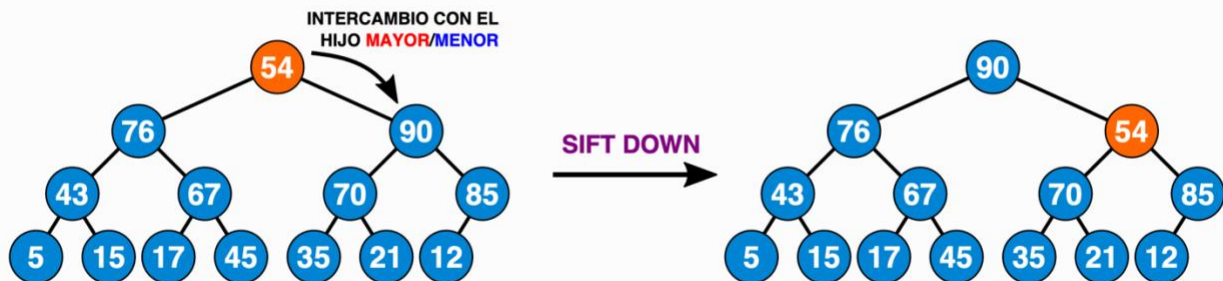 INTERCAMBIO CON EL
HIJO MAYOR/MENOR
54
76 90
43 67 70 85
5 15 17 45 35 21 12
SIFT DOWN
90
76 54
43 67 70 85
5 15 17 45 35 21 12